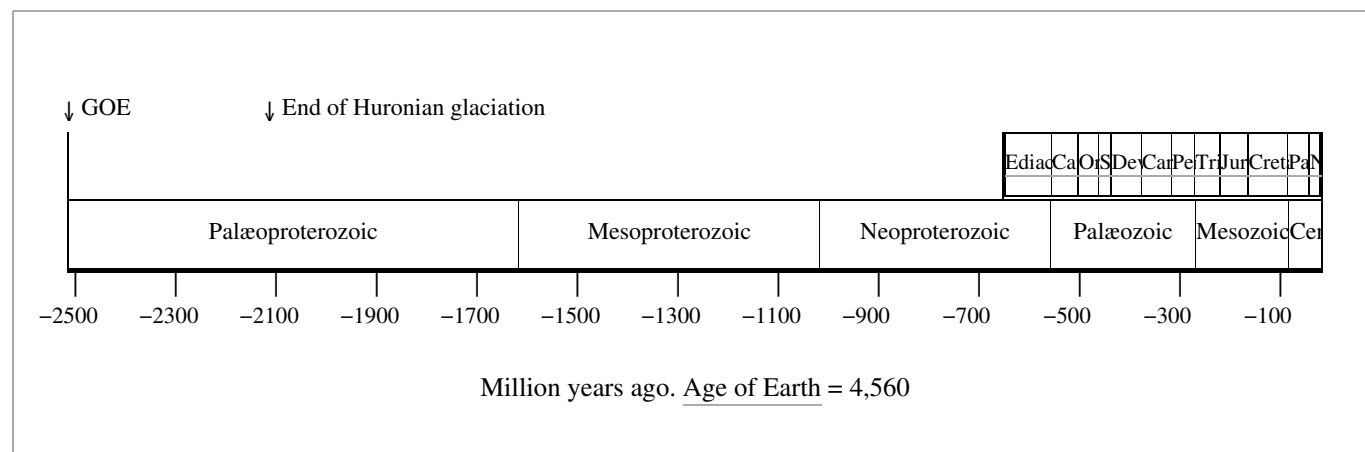 ↓ GOE ↓ End of Huronian glaciation
Ediac Ca Or S Dev Car Pe Tri Jur Creta Pa N
Palæoproterozoic Mesoproterozoic Neoproterozoic Palæozoic Mesozoic Cen
−2500 −2300 −2100 −1900 −1700 −1500 −1300 −1100 −900 −700 −500 −300 −100
Million years ago. Age of Earth = 4,560